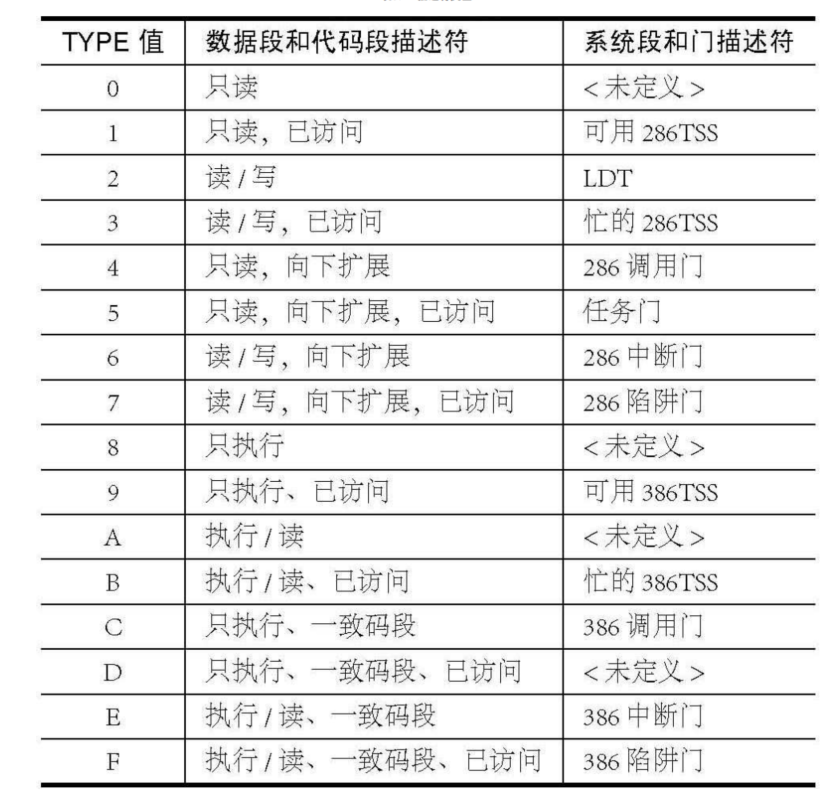 TYPE 值 数据段和代码段描述符 系统段和门描述符
0 只读 <未定义>
1 只读，已访问 可用 286TSS
2 读/写 LDT
3 读/写，已访问 忙的 286TSS
4 只读，向下扩展 286 调用门
5 只读，向下扩展，已访问 任务门
6 读/写，向下扩展 286 中断门
7 读/写，向下扩展，已访问 286 陷阱门
8 只执行 <未定义>
9 只执行、已访问 可用 386TSS
A 执行/读 <未定义>
B 执行/读、已访问 忙的 386TSS
C 只执行、一致码段 386 调用门
D 只执行、一致码段、已访问 <未定义>
E 执行/读、一致码段 386 中断门
F 执行/读、一致码段、已访问 386 陷阱门